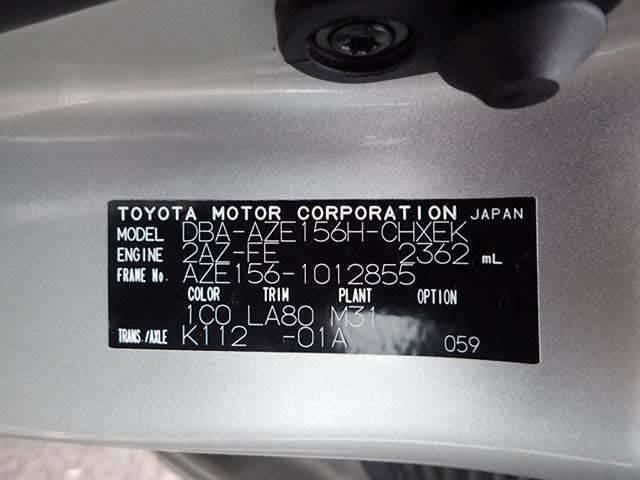 TOYOTA MOTOR CORPORATION JAPAN
MODEL DBA-AZE156H-CHXEK
ENGINE 2AZ-FE 2362 mL
FRAME No. AZE156-1012855
COLOR TRIM PLANT OPTION
1C0 LA80 M31
TRANS./AXLE K112 -01A 059